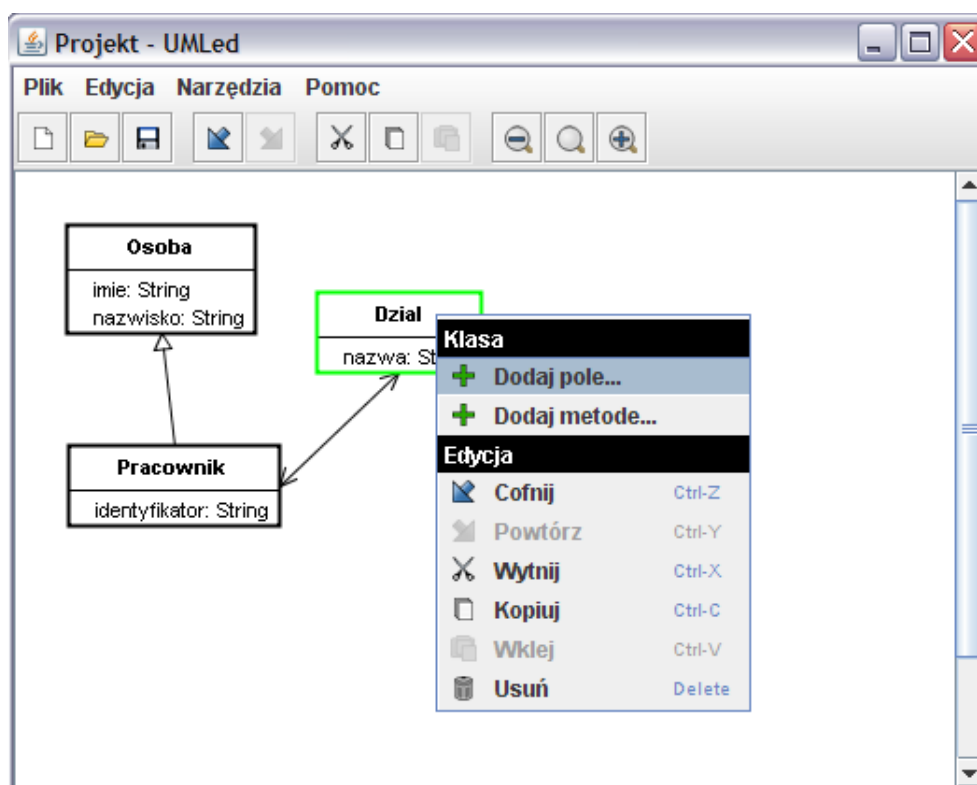 Projekt - UMLed
Plik Edycja Narzędzia Pomoc
Osoba
imie: String
nazwisko: String
Dzial
nazwa: St
Pracownik
identyfikator: String
Klasa
Dodaj pole...
Dodaj metode...
Edycja
Cofnij Ctrl-Z
Powtórz Ctrl-Y
Wytnij Ctrl-X
Kopiuj Ctrl-C
Wklej Ctrl-V
Usuń Delete